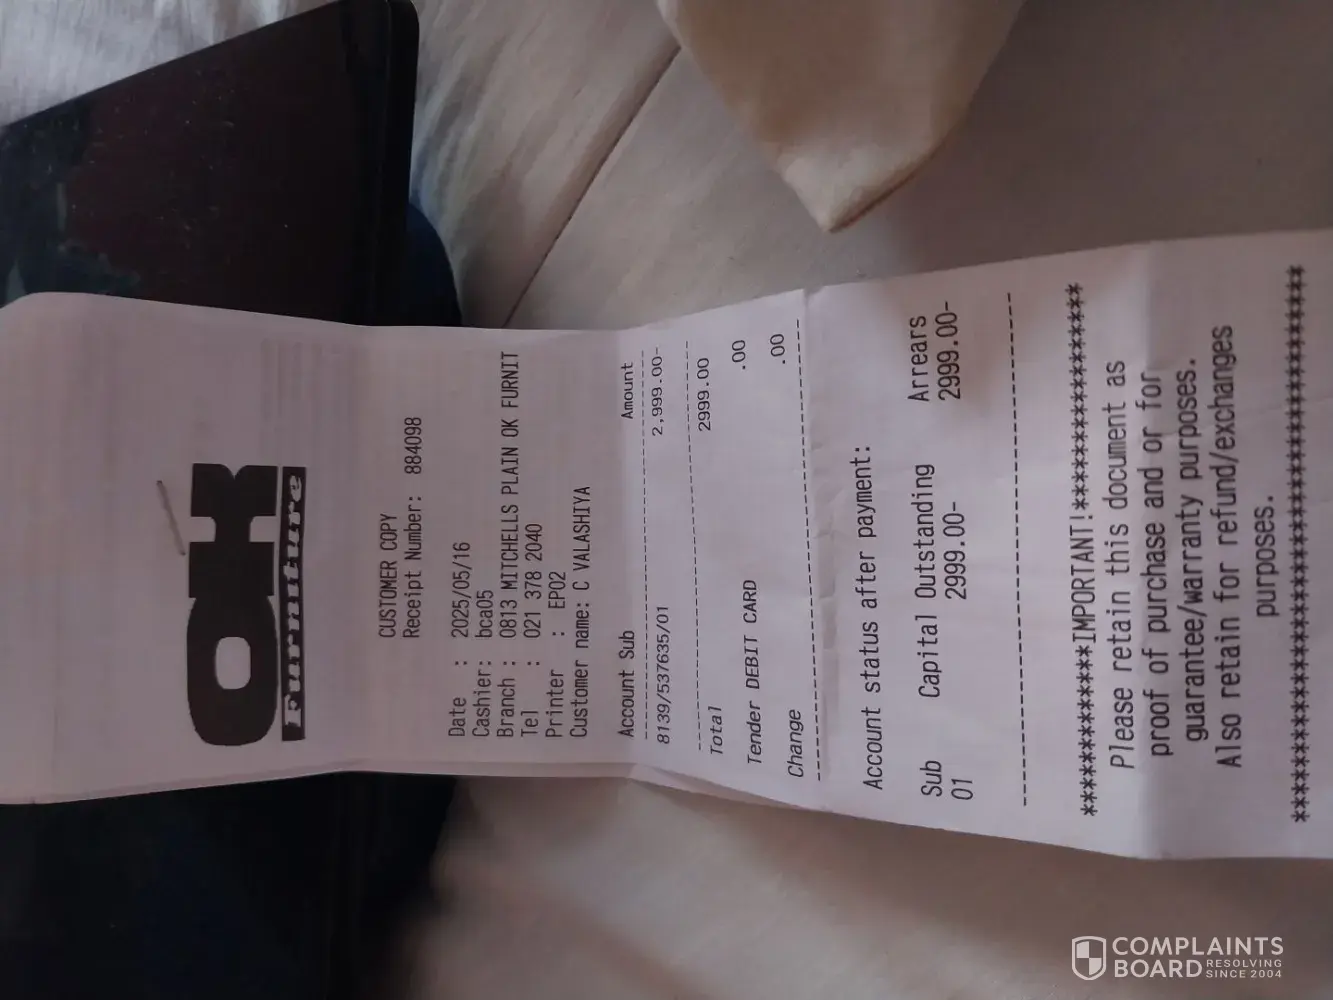 OK
Furniture
CUSTOMER COPY
Receipt Number: 884098
Date : 2025/05/16
Cashier: bca05
Branch : 0813 MITCHELLS PLAIN OK FURNIT
Tel : 021 378 2040
Printer : EP02
Customer name: C VALASHIYA
Account Sub Amount
8139/537635/01 2,999.00-
Total 2999.00
Tender DEBIT CARD .00
Change .00
Account status after payment:
Sub Capital Outstanding Arrears
01 2999.00- 2999.00-
************IMPORTANT!*********************
Please retain this document as
proof of purchase and or for
guarantee/warranty purposes.
Also retain for refund/exchanges
purposes.
*******************************************
COMPLAINTS
BOARD RESOLVING
SINCE 2004